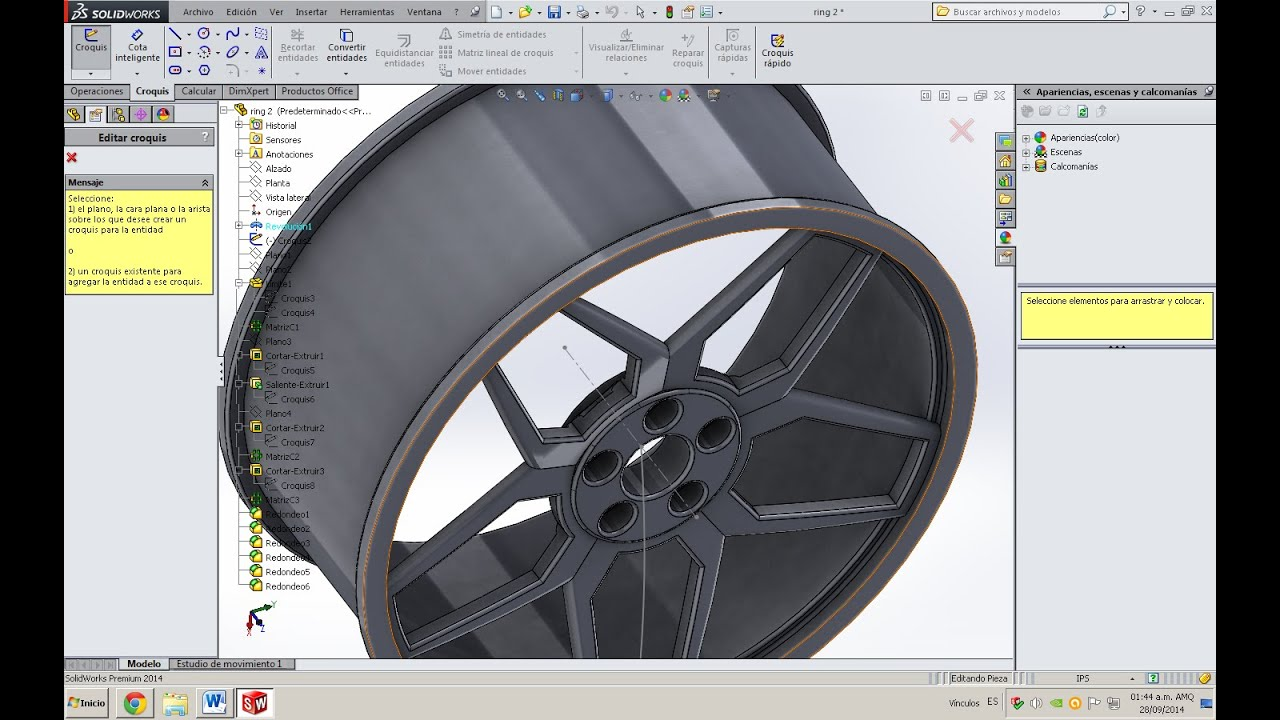 SOLIDWORKS
Archivo Edición Ver Insertar Herramientas Ventana ?
ring 2 *
Buscar archivos y modelos
Croquis
Cota inteligente
Recortar entidades
Convertir entidades
Equidistanciar entidades
Simetría de entidades
Matriz lineal de croquis
Mover entidades
Visualizar/Eliminar relaciones
Reparar croquis
Capturas rápidas
Croquis rápido
Operaciones Croquis Calcular DimXpert Productos Office
Editar croquis ?
Mensaje
Seleccione:
1) el plano, la cara plana o la arista
sobre los que desee crear un
croquis para la entidad
o
2) un croquis existente para
agregar la entidad a ese croquis.
ring 2 (Predeterminado<<Pr...
Historial
Sensores
Anotaciones
Alzado
Planta
Vista lateral
Origen
Revolución1
(-) Croquis2
Plano1
Plano2
Croquis3
Croquis4
MatrizC1
Plano3
Cortar-Extruir1
Croquis5
Saliente-Extruir1
Croquis6
Plano4
Cortar-Extruir2
Croquis7
MatrizC2
Cortar-Extruir3
Croquis8
MatrizC3
Redondeo1
Redondeo2
Redondeo3
Redondeo4
Redondeo5
Redondeo6
Apariencias, escenas y calcomanías
Apariencias(color)
Escenas
Calcomanías
Seleccione elementos para arrastrar y colocar.
Modelo Estudio de movimiento 1
SolidWorks Premium 2014
Editando Pieza
IPS
Inicio
Vínculos
ES
01:44 a.m. AMQ
28/09/2014